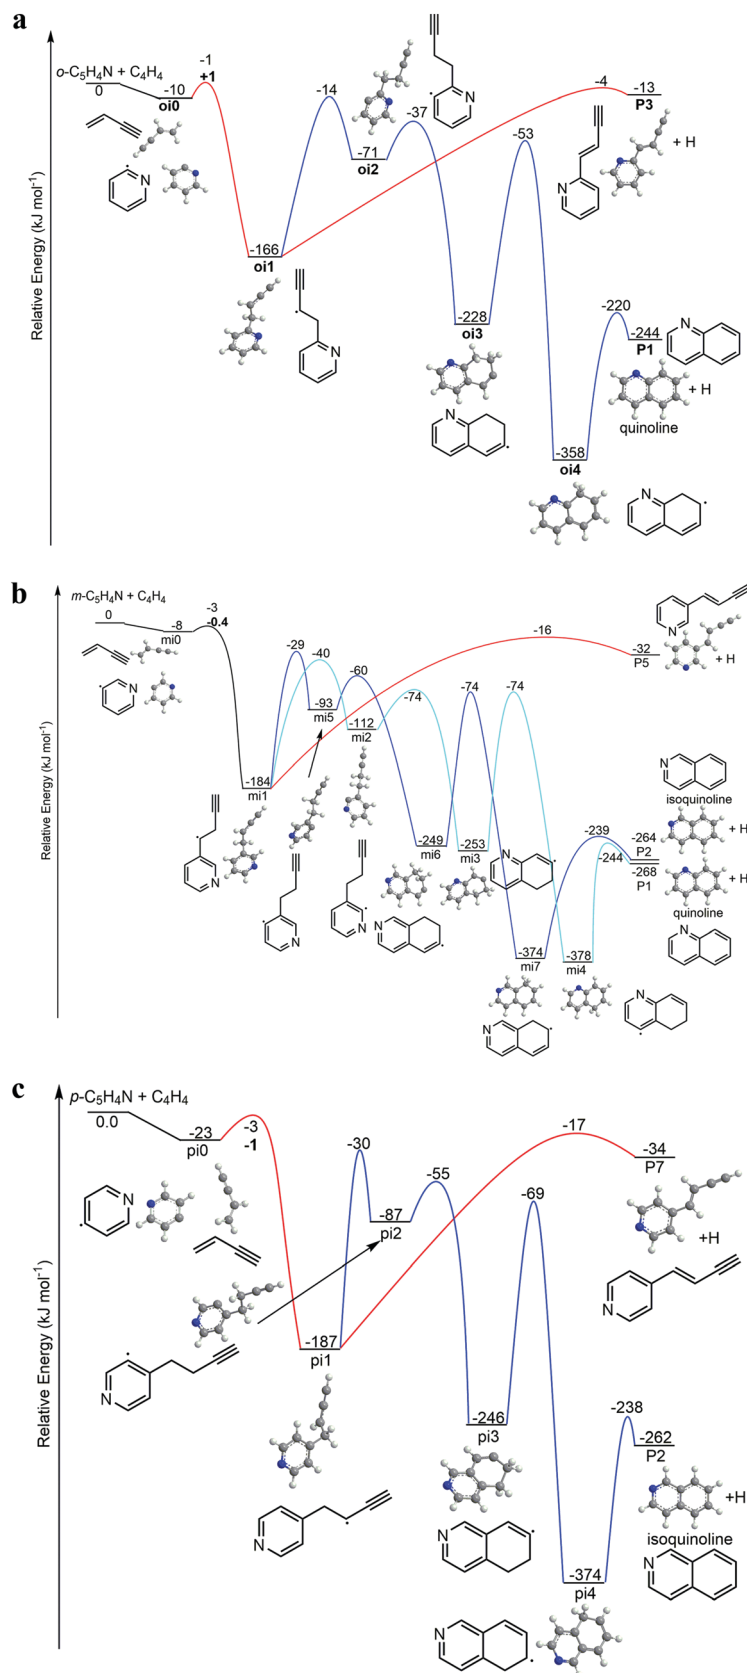 a
-1
o-C₅H₄N + C₄H₄
-10
+1
0
oi0
-14
-37
-4
-13
P3
-53
-71
oi2
+ H
N
N
N
-166
oi1
N
-220
-228
oi3
-244
P1
N
N
+ H
quinoline
-358
oi4
N
Relative Energy (kJ mol⁻¹)
b
m-C₅H₄N + C₄H₄
-3
0
-8
-0.4
mi0
-16
-32
P5
+ H
N
N
-29
-40
-60
-93
mi5
-74
-74
-74
-112
mi2
-184
mi1
N
isoquinoline
N
-249
mi6
-253
mi3
-239
-264
P2
+ H
-244
-268
P1
+ H
quinoline
N
N
N
N
N
-374
mi7
-378
mi4
N
N
Relative Energy (kJ mol⁻¹)
c
p-C₅H₄N + C₄H₄
0.0
-23
pi0
-3
-1
-17
-34
P7
-30
-55
-69
N
-87
pi2
+H
N
N
-187
pi1
N
-246
pi3
-238
-262
P2
+H
isoquinoline
N
N
-374
pi4
N
Relative Energy (kJ mol⁻¹)